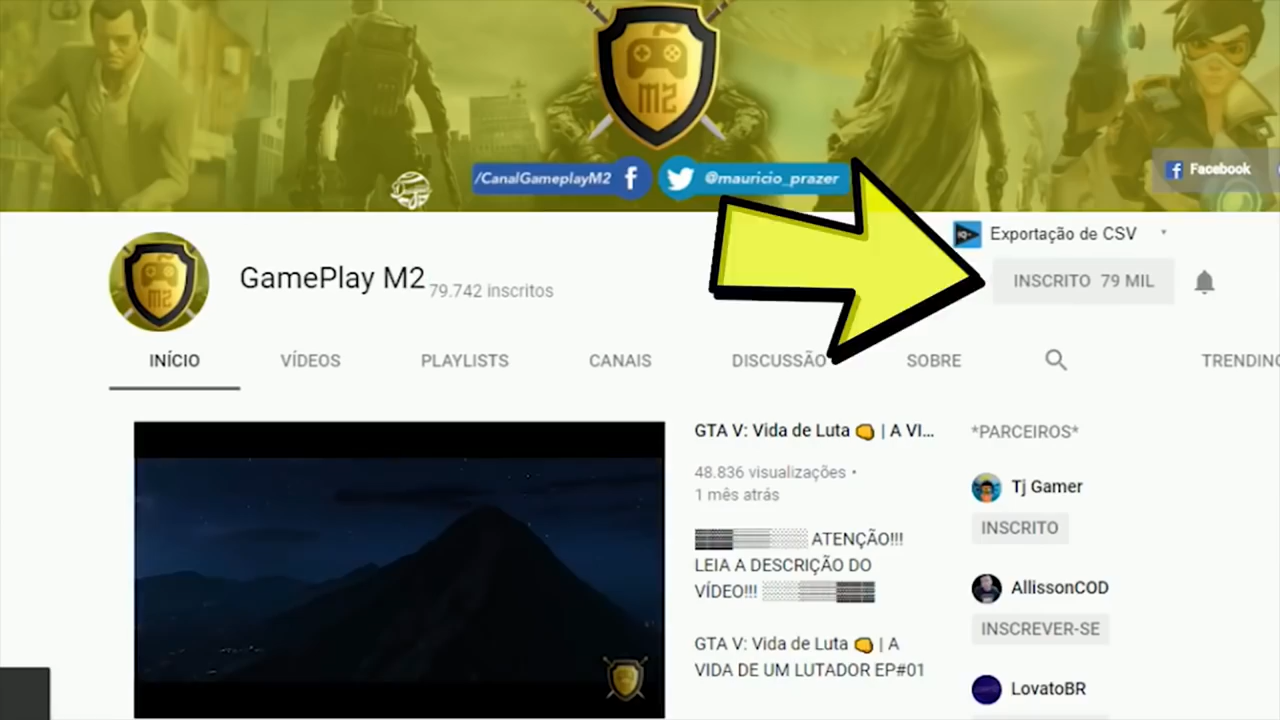 M2
/CanalGameplayM2
@mauricio_prazer
Facebook
Exportação de CSV
M2
GamePlay M2
79.742 inscritos
INSCRITO 79 MIL
INÍCIO
VÍDEOS
PLAYLISTS
CANAIS
DISCUSSÃO
SOBRE
TRENDING
GTA V: Vida de Luta 👊 | A VI...
48.836 visualizações •
1 mês atrás
ATENÇÃO!!!
LEIA A DESCRIÇÃO DO
VÍDEO!!!
GTA V: Vida de Luta 👊 | A
VIDA DE UM LUTADOR EP#01
*PARCEIROS*
Tj Gamer
INSCRITO
AllissonCOD
INSCREVER-SE
LovatoBR